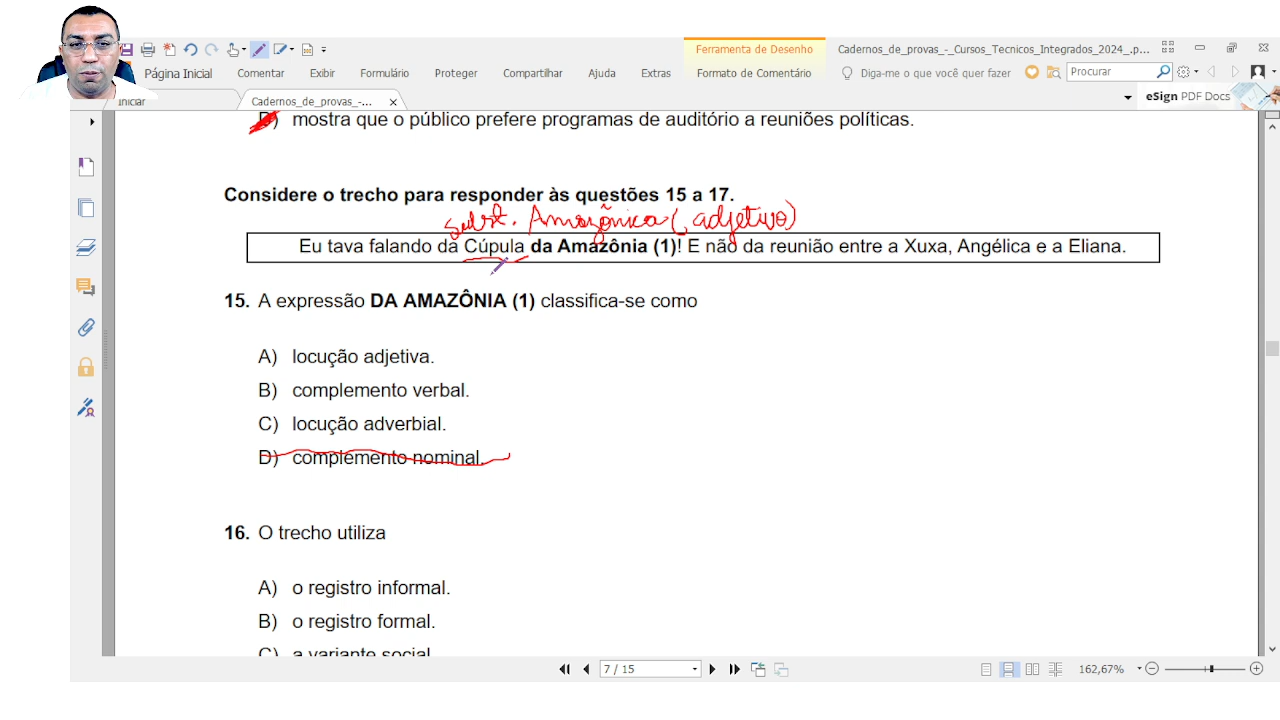 Ferramenta de Desenho
Cadernos_de_provas_-_Cursos_Tecnicos_Integrados_2024_.p...
Página Inicial Comentar Exibir Formulário Proteger Compartilhar Ajuda Extras Formato de Comentário Diga-me o que você quer fazer Procurar
Iniciar Cadernos_de_provas_-... eSign PDF Docs
D) mostra que o público prefere programas de auditório a reuniões políticas.
Considere o trecho para responder às questões 15 a 17.
subst. Amazônica (adjetivo)
Eu tava falando da Cúpula da Amazônia (1)! E não da reunião entre a Xuxa, Angélica e a Eliana.
15. A expressão DA AMAZÔNIA (1) classifica-se como
A) locução adjetiva.
B) complemento verbal.
C) locução adverbial.
D) complemento nominal.
16. O trecho utiliza
A) o registro informal.
B) o registro formal.
C) a variante social
7 / 15 162,67%